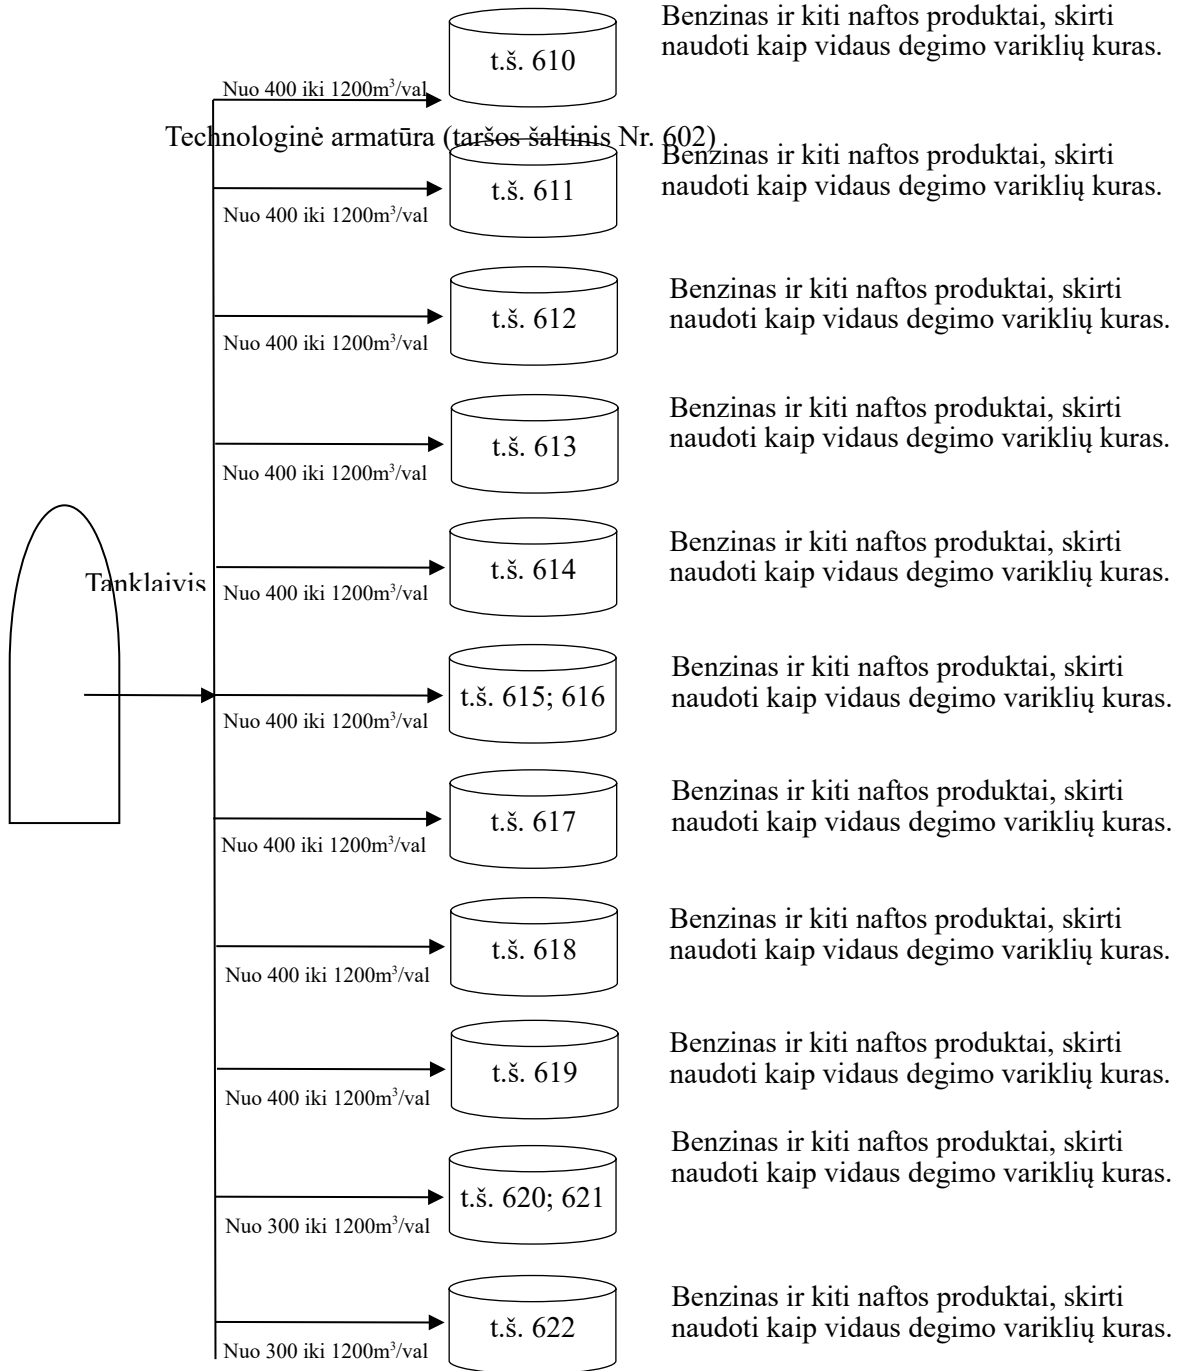 Benzinas ir kiti naftos produktai, skirti
naudoti kaip vidaus degimo variklių kuras.
t.š. 610
Nuo 400 iki 1200m³/val
Technologinė armatūra (taršos šaltinis Nr. 602)
Benzinas ir kiti naftos produktai, skirti
naudoti kaip vidaus degimo variklių kuras.
t.š. 611
Nuo 400 iki 1200m³/val
Benzinas ir kiti naftos produktai, skirti
naudoti kaip vidaus degimo variklių kuras.
t.š. 612
Nuo 400 iki 1200m³/val
Benzinas ir kiti naftos produktai, skirti
naudoti kaip vidaus degimo variklių kuras.
t.š. 613
Nuo 400 iki 1200m³/val
Benzinas ir kiti naftos produktai, skirti
naudoti kaip vidaus degimo variklių kuras.
t.š. 614
Tanklaivis
Nuo 400 iki 1200m³/val
Benzinas ir kiti naftos produktai, skirti
naudoti kaip vidaus degimo variklių kuras.
t.š. 615; 616
Nuo 400 iki 1200m³/val
Benzinas ir kiti naftos produktai, skirti
naudoti kaip vidaus degimo variklių kuras.
t.š. 617
Nuo 400 iki 1200m³/val
Benzinas ir kiti naftos produktai, skirti
naudoti kaip vidaus degimo variklių kuras.
t.š. 618
Nuo 400 iki 1200m³/val
Benzinas ir kiti naftos produktai, skirti
naudoti kaip vidaus degimo variklių kuras.
t.š. 619
Nuo 400 iki 1200m³/val
Benzinas ir kiti naftos produktai, skirti
naudoti kaip vidaus degimo variklių kuras.
t.š. 620; 621
Nuo 300 iki 1200m³/val
Benzinas ir kiti naftos produktai, skirti
naudoti kaip vidaus degimo variklių kuras.
t.š. 622
Nuo 300 iki 1200m³/val